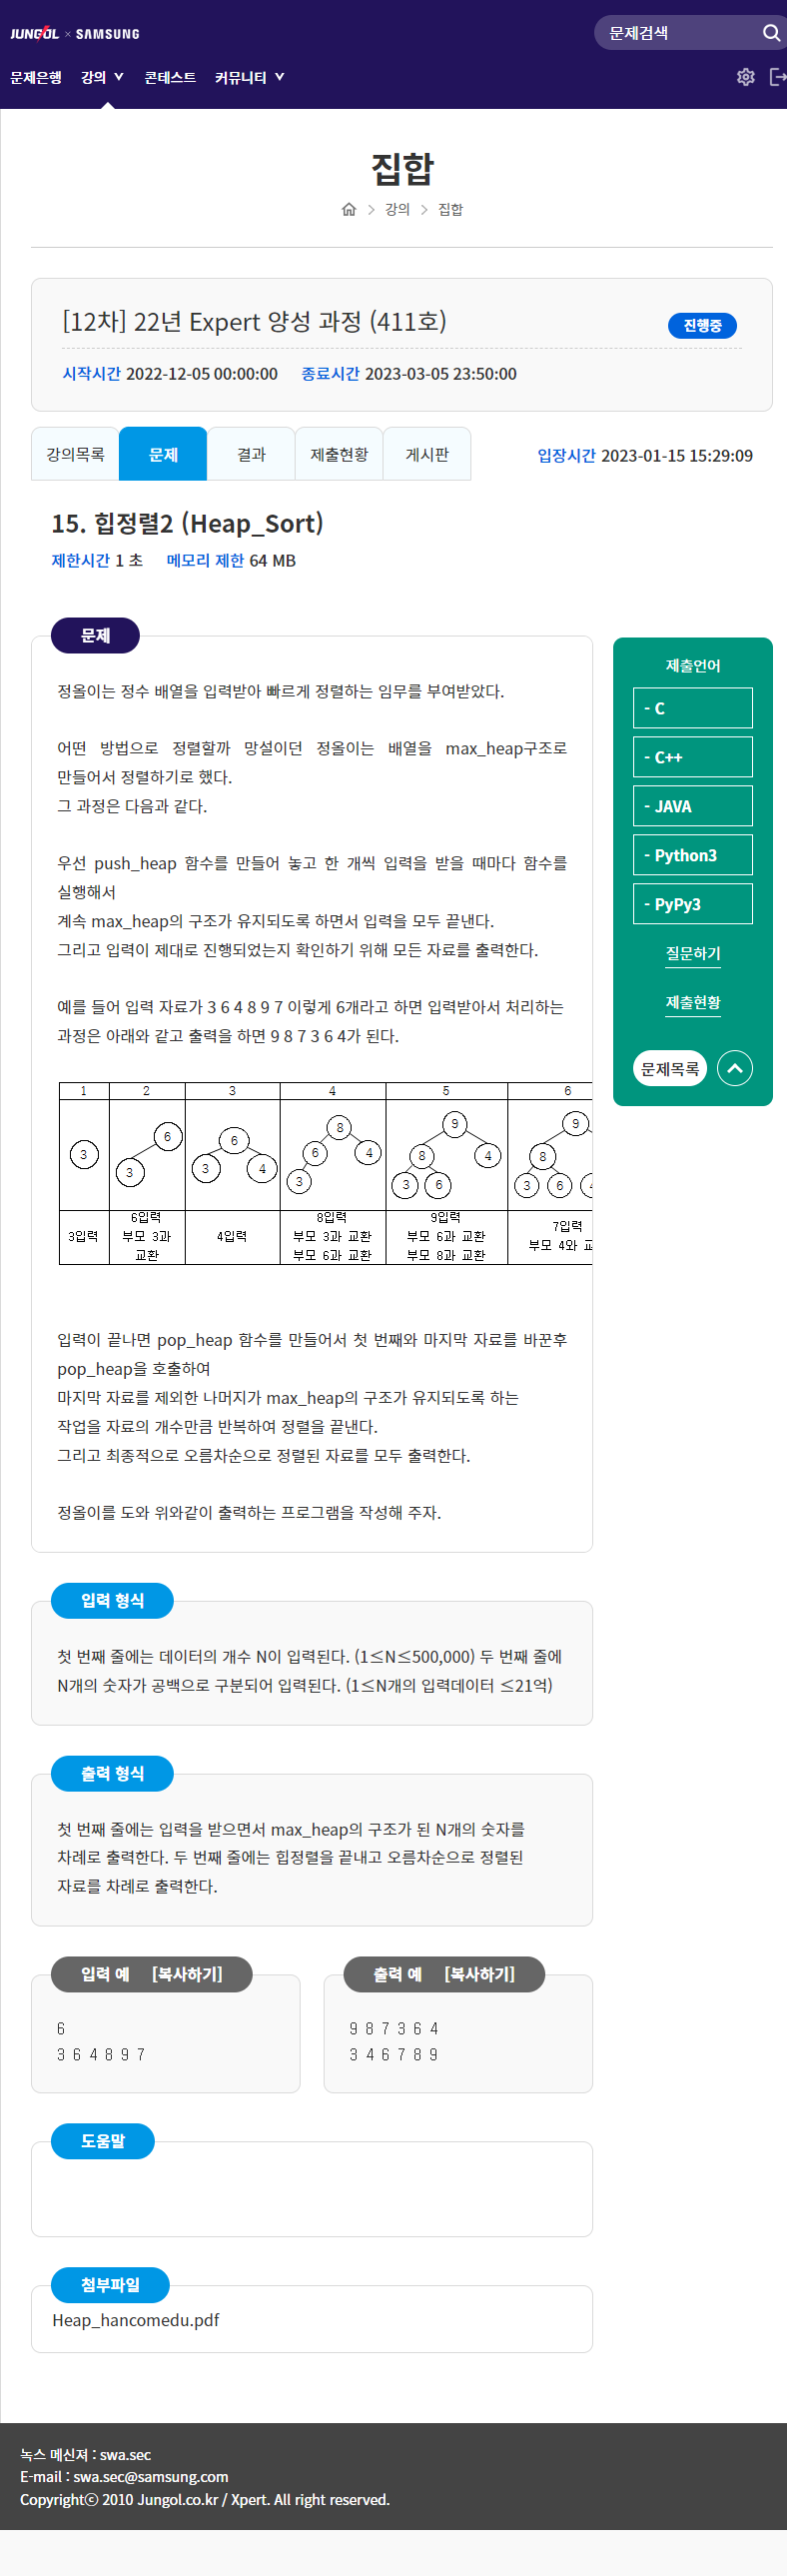 JUNGOL × SAMSUNG
문제검색
문제은행 강의 콘테스트 커뮤니티
집합
강의 집합
[12차] 22년 Expert 양성 과정 (411호)
진행중
시작시간 2022-12-05 00:00:00 종료시간 2023-03-05 23:50:00
강의목록 문제 결과 제출현황 게시판
입장시간 2023-01-15 15:29:09
15. 힙정렬2 (Heap_Sort)
제한시간 1 초 메모리 제한 64 MB
문제
정올이는 정수 배열을 입력받아 빠르게 정렬하는 임무를 부여받았다.
어떤 방법으로 정렬할까 망설이던 정올이는 배열을 max_heap구조로
만들어서 정렬하기로 했다.
그 과정은 다음과 같다.
우선 push_heap 함수를 만들어 놓고 한 개씩 입력을 받을 때마다 함수를
실행해서
계속 max_heap의 구조가 유지되도록 하면서 입력을 모두 끝낸다.
그리고 입력이 제대로 진행되었는지 확인하기 위해 모든 자료를 출력한다.
예를 들어 입력 자료가 3 6 4 8 9 7 이렇게 6개라고 하면 입력받아서 처리하는
과정은 아래와 같고 출력을 하면 9 8 7 3 6 4가 된다.
1 2 3 4 5 6
3
6
3
6
3 4
8
6 4
3
9
8 4
3 6
9
8
3 6 4
3입력
6입력
부모 3과
교환
4입력
8입력
부모 3과 교환
부모 6과 교환
9입력
부모 6과 교환
부모 8과 교환
7입력
부모 4와 교
입력이 끝나면 pop_heap 함수를 만들어서 첫 번째와 마지막 자료를 바꾼후
pop_heap을 호출하여
마지막 자료를 제외한 나머지가 max_heap의 구조가 유지되도록 하는
작업을 자료의 개수만큼 반복하여 정렬을 끝낸다.
그리고 최종적으로 오름차순으로 정렬된 자료를 모두 출력한다.
정올이를 도와 위와같이 출력하는 프로그램을 작성해 주자.
제출언어
- C
- C++
- JAVA
- Python3
- PyPy3
질문하기
제출현황
문제목록
입력 형식
첫 번째 줄에는 데이터의 개수 N이 입력된다. (1≤N≤500,000) 두 번째 줄에
N개의 숫자가 공백으로 구분되어 입력된다. (1≤N개의 입력데이터 ≤21억)
출력 형식
첫 번째 줄에는 입력을 받으면서 max_heap의 구조가 된 N개의 숫자를
차례로 출력한다. 두 번째 줄에는 힙정렬을 끝내고 오름차순으로 정렬된
자료를 차례로 출력한다.
입력 예 [복사하기]
6
3 6 4 8 9 7
출력 예 [복사하기]
9 8 7 3 6 4
3 4 6 7 8 9
도움말
첨부파일
Heap_hancomedu.pdf
녹스 메신져 : swa.sec
E-mail : swa.sec@samsung.com
Copyrightⓒ 2010 Jungol.co.kr / Xpert. All right reserved.